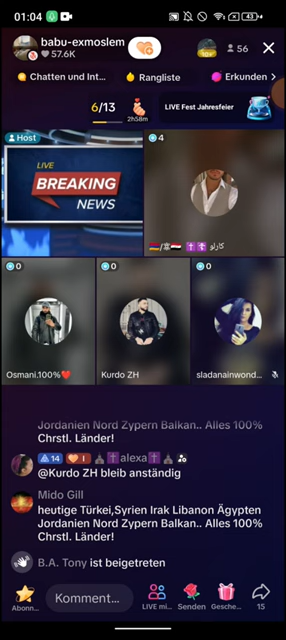 01:04
43
babu-exmoslem
57.6K
56
Chatten und Int...
Rangliste
Erkunden
6/13
2h58m
LIVE Fest Jahresfeier
Host
LIVE
BREAKING
NEWS
4
كارلو
0
0
0
Osmani.100%❤️
Kurdo ZH
sladanainwond...
Jordanien Nord Zypern Balkan.. Alles 100%
Chrstl. Länder!
14 1 alexa
@Kurdo ZH bleib anständig
Mido Gill
heutige Türkei,Syrien Irak Libanon Ägypten
Jordanien Nord Zypern Balkan.. Alles 100%
Chrstl. Länder!
B.A. Tony ist beigetreten
Kommentar...
Abonn... LIVE mi... Senden Gesche... 15